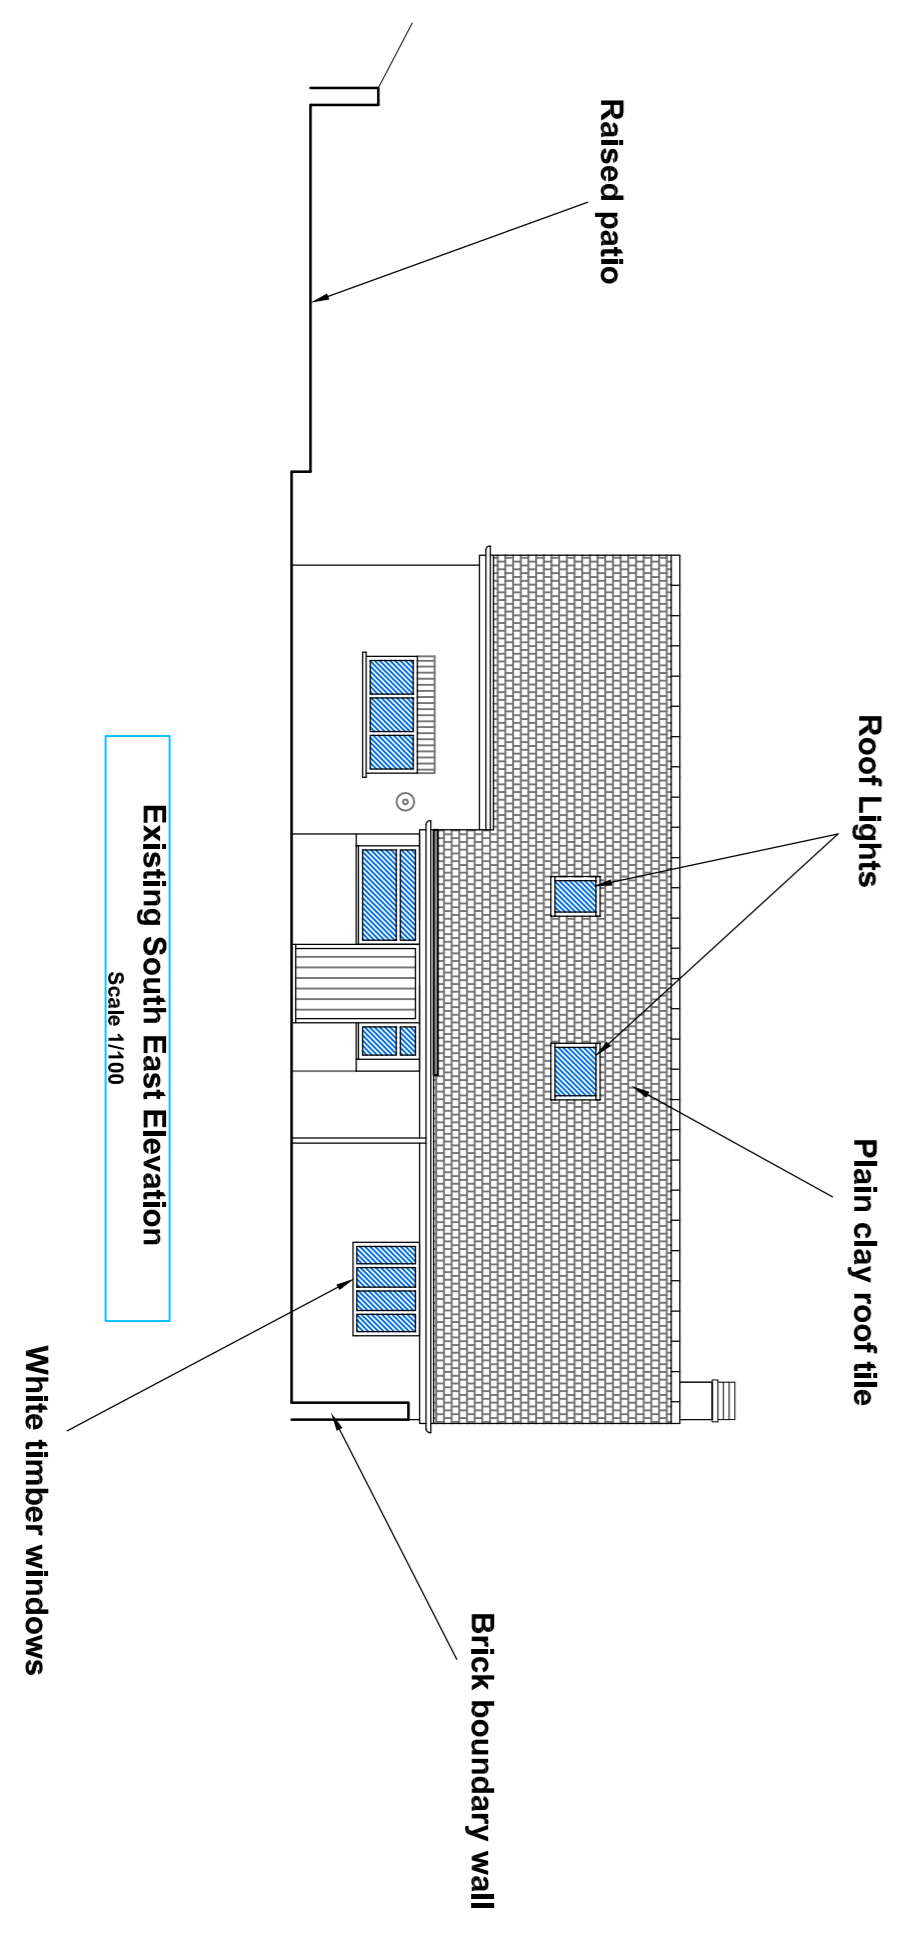 Roof Lights
Plain clay roof tile
Raised patio
Brick boundary wall
Existing South East Elevation
Scale 1/100
White timber windows